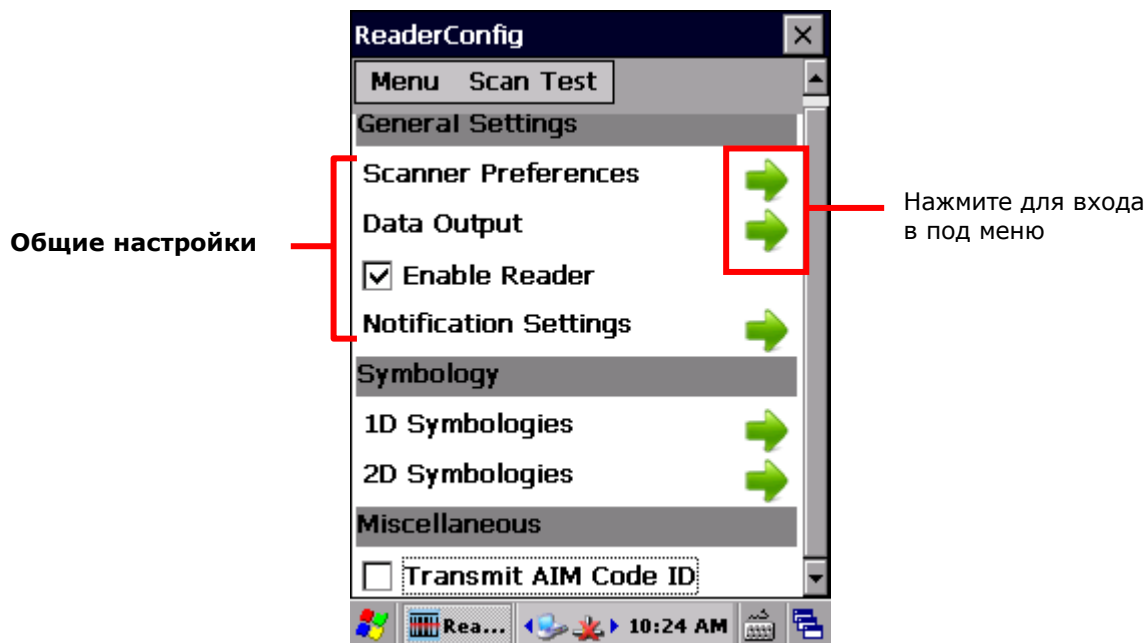 ReaderConfig
Menu Scan Test
General Settings
Scanner Preferences
Data Output
Enable Reader
Notification Settings
Symbology
1D Symbologies
2D Symbologies
Miscellaneous
Transmit AIM Code ID
Rea... 10:24 AM
Общие настройки
Нажмите для входа
в под меню